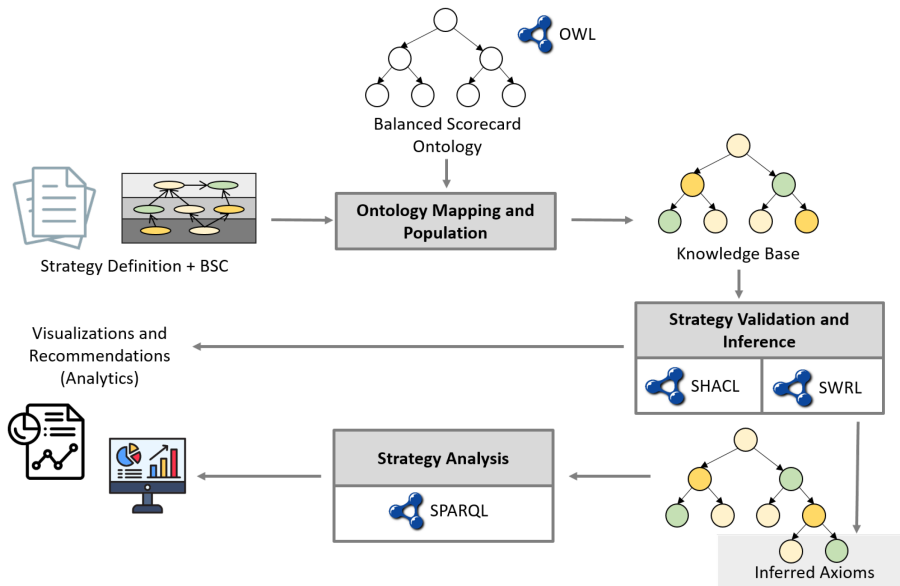 OWL
Balanced Scorecard
Ontology
Ontology Mapping and
Population
Strategy Definition + BSC
Knowledge Base
Strategy Validation and
Inference
SHACL
SWRL
Visualizations and
Recommendations
(Analytics)
Strategy Analysis
SPARQL
Inferred Axioms